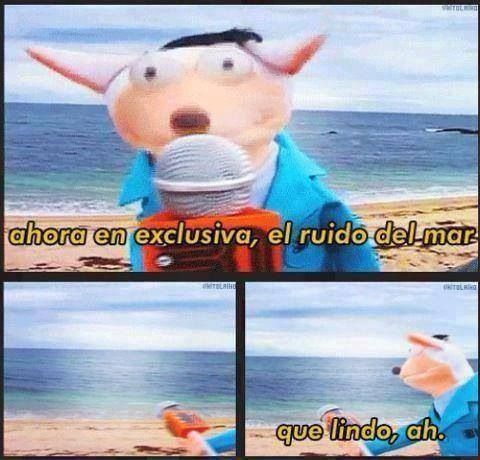 ahora en exclusiva, el ruido del mar
que lindo, ah.